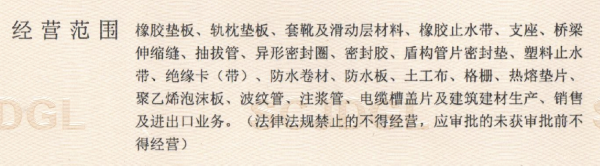 经营范围 橡胶垫板、轨枕垫板、套靴及滑动层材料、橡胶止水带、支座、桥梁
伸缩缝、抽拔管、异形密封圈、密封胶、盾构管片密封垫、塑料止水
带、绝缘卡（带）、防水卷材、防水板、土工布、格栅、热熔垫片、
聚乙烯泡沫板、波纹管、注浆管、电缆槽盖片及建筑建材生产、销售
及进出口业务。（法律法规禁止的不得经营，应审批的未获审批前不
得经营）
DGL
SCJDGL